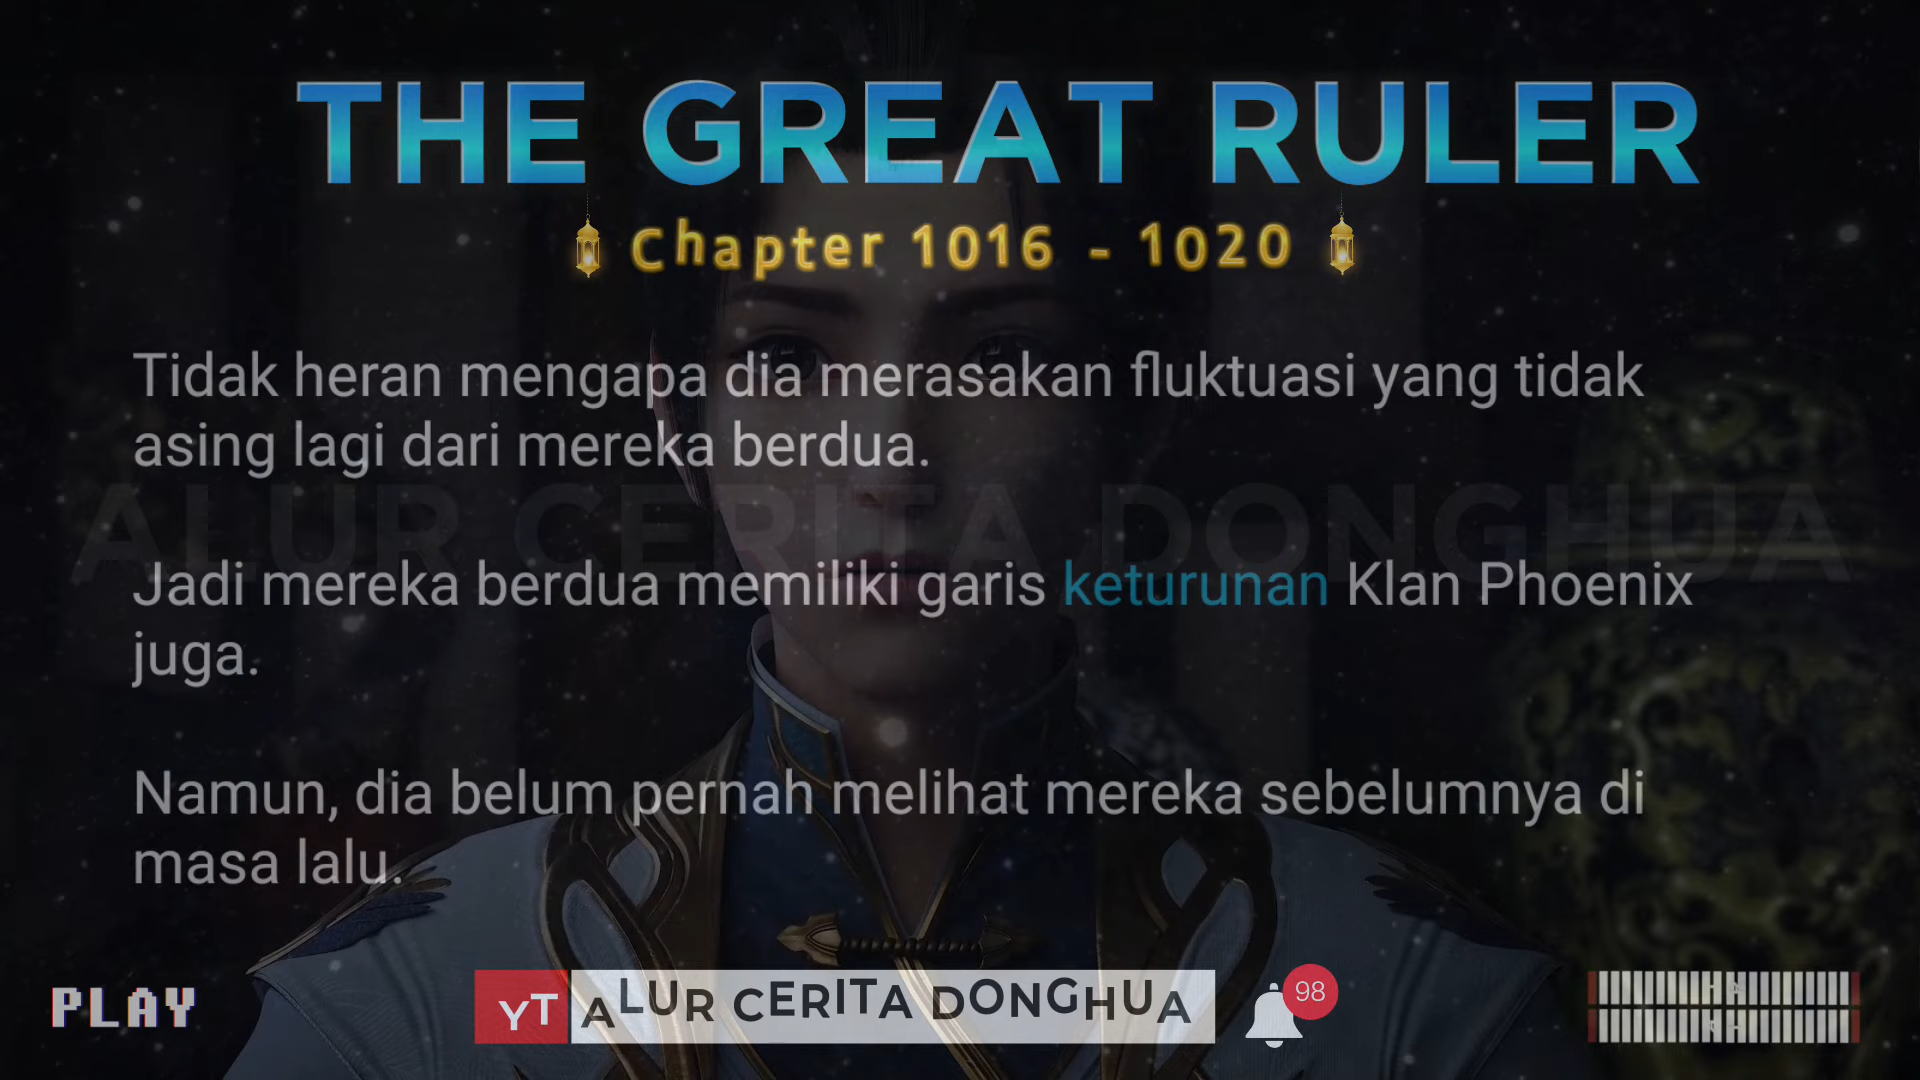 THE GREAT RULER
Chapter 1016 - 1020
Tidak heran mengapa dia merasakan fluktuasi yang tidak
asing lagi dari mereka berdua.
ALUR CERITA DONGHUA
Jadi mereka berdua memiliki garis keturunan Klan Phoenix
juga.
Namun, dia belum pernah melihat mereka sebelumnya di
masa lalu.
PLAY
YT ALUR CERITA DONGHUA
98